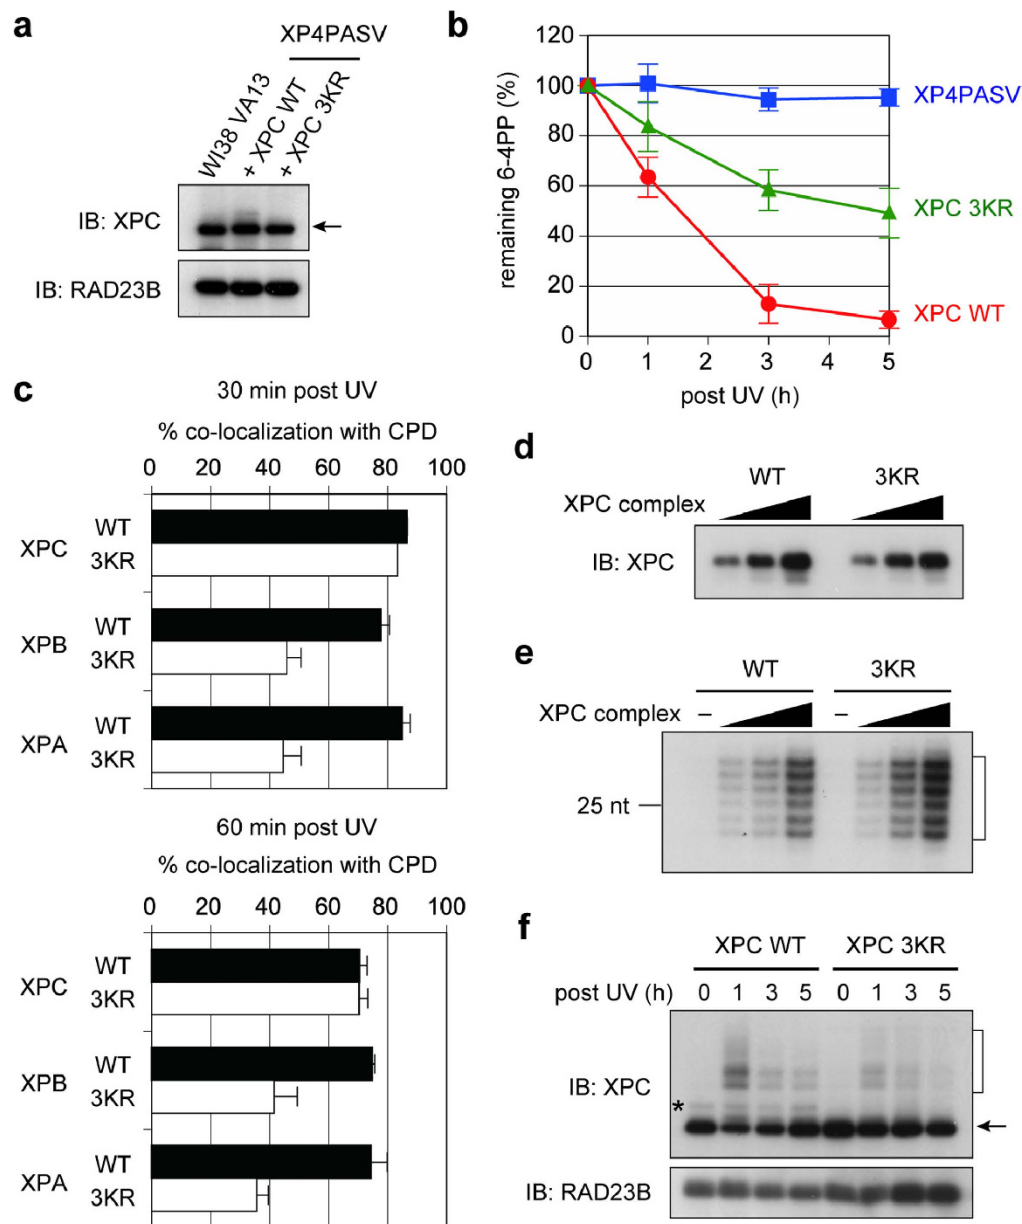 a
XP4PASV
WI38 VA13
+ XPC WT
+ XPC 3KR
IB: XPC
IB: RAD23B
b
remaining 6-4PP (%)
120
100
80
60
40
20
0
0 1 2 3 4 5
post UV (h)
XP4PASV
XPC 3KR
XPC WT
c
30 min post UV
% co-localization with CPD
0 20 40 60 80 100
XPC WT
3KR
XPB WT
3KR
XPA WT
3KR
60 min post UV
% co-localization with CPD
0 20 40 60 80 100
XPC WT
3KR
XPB WT
3KR
XPA WT
3KR
d
WT 3KR
XPC complex
IB: XPC
e
WT 3KR
XPC complex – –
25 nt
f
XPC WT XPC 3KR
post UV (h) 0 1 3 5 0 1 3 5
IB: XPC
*
IB: RAD23B